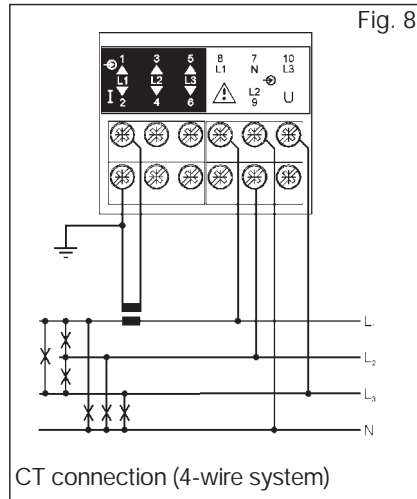 Fig. 8
1 3 5 8 7 10
L1 N L3
L1 L2 L3
I 2 4 6 L2 U
9
L
L2
L3
N
CT connection (4-wire system)